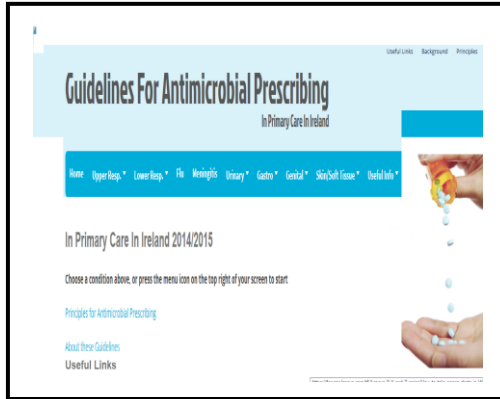 Useful Links Background Principles
Guidelines For Antimicrobial Prescribing
In Primary Care In Ireland
Home Upper Resp. Lower Resp. Flu Meningitis Urinary Gastro Genital Skin/Soft Tissue Useful Info
In Primary Care In Ireland 2014/2015
Choose a condition above, or press the menu icon on the top right of your screen to start
Principles for Antimicrobial Prescribing
About these Guidelines
Useful Links